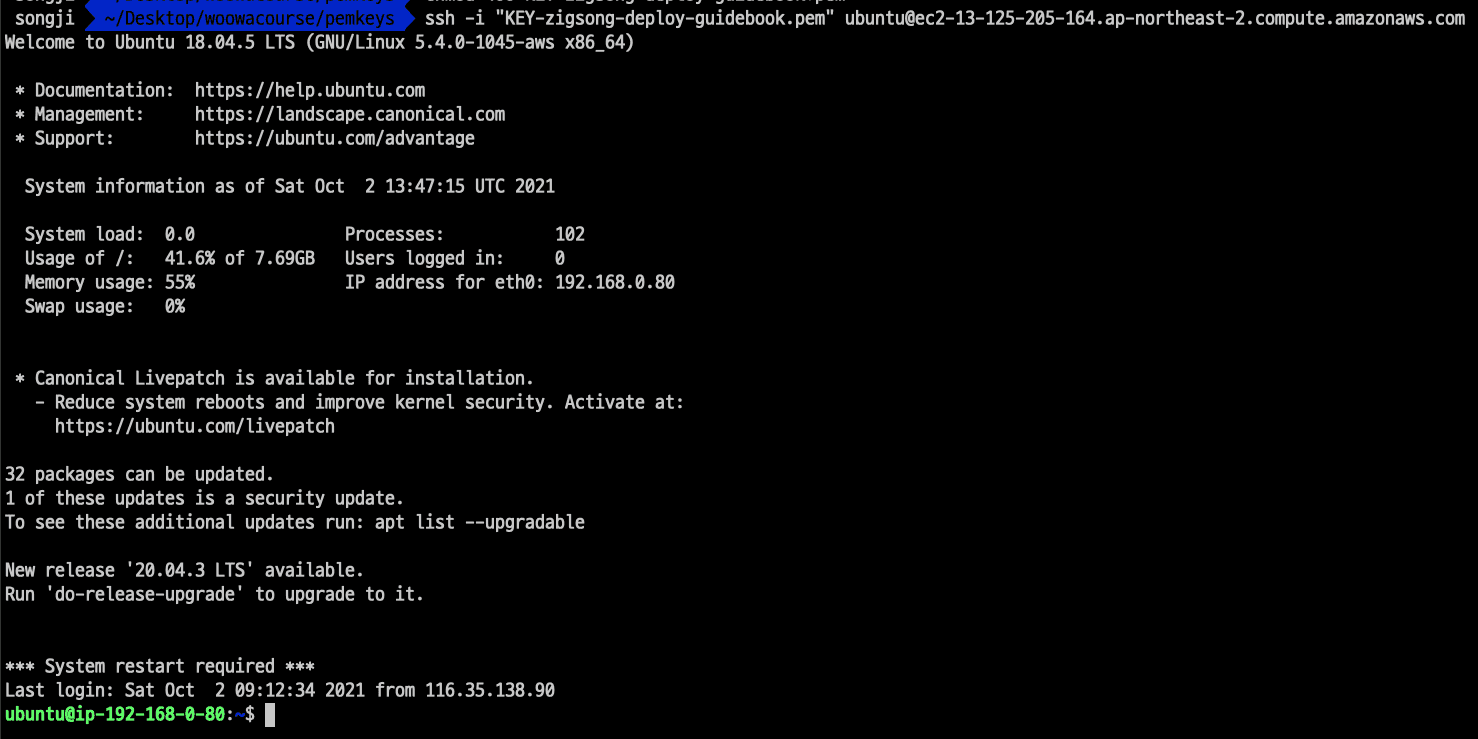 songji ~/Desktop/woowacourse/pemkeys ssh -i "KEY-zigsong-deploy-guidebook.pem" ubuntu@ec2-13-125-205-164.ap-northeast-2.compute.amazonaws.com
Welcome to Ubuntu 18.04.5 LTS (GNU/Linux 5.4.0-1045-aws x86_64)
* Documentation: https://help.ubuntu.com
* Management: https://landscape.canonical.com
* Support: https://ubuntu.com/advantage
System information as of Sat Oct 2 13:47:15 UTC 2021
System load: 0.0 Processes: 102
Usage of /: 41.6% of 7.69GB Users logged in: 0
Memory usage: 55% IP address for eth0: 192.168.0.80
Swap usage: 0%
* Canonical Livepatch is available for installation.
- Reduce system reboots and improve kernel security. Activate at:
https://ubuntu.com/livepatch
32 packages can be updated.
1 of these updates is a security update.
To see these additional updates run: apt list --upgradable
New release '20.04.3 LTS' available.
Run 'do-release-upgrade' to upgrade to it.
*** System restart required ***
Last login: Sat Oct 2 09:12:34 2021 from 116.35.138.90
ubuntu@ip-192-168-0-80:~$